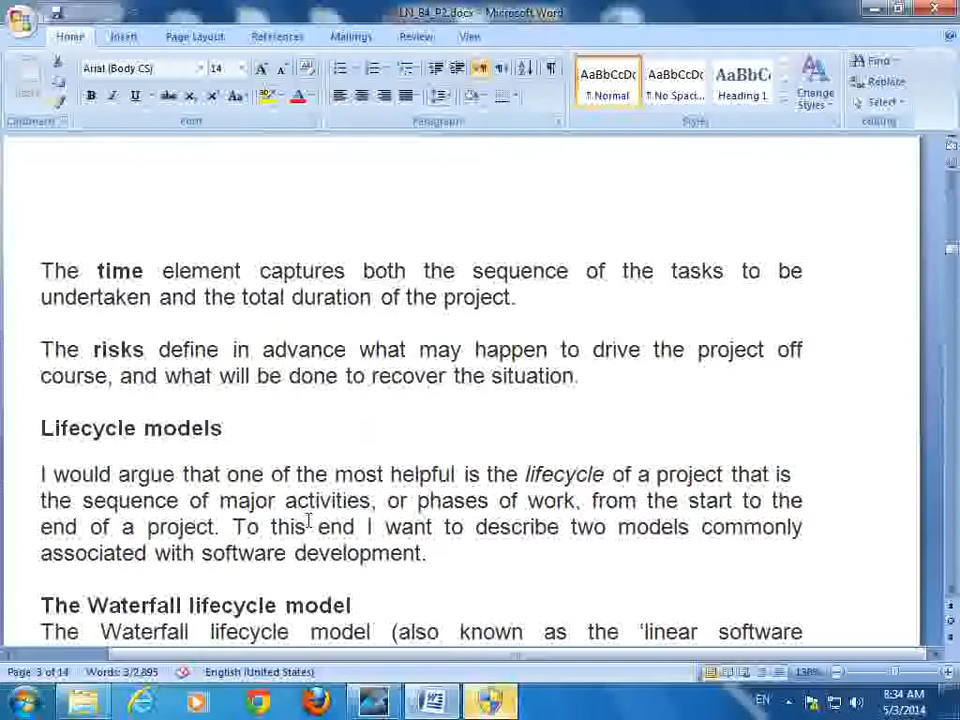 LN_B4_P2.docx - Microsoft Word
Home Insert Page Layout References Mailings Review View
Arial (Body CS) 14
AaBbCcDc AaBbCcDc AaBbC
¶ Normal ¶ No Spaci... Heading 1
Change Styles
Find
Replace
Select
Clipboard Font Paragraph Styles Editing
The time element captures both the sequence of the tasks to be
undertaken and the total duration of the project.
The risks define in advance what may happen to drive the project off
course, and what will be done to recover the situation.
Lifecycle models
I would argue that one of the most helpful is the lifecycle of a project that is
the sequence of major activities, or phases of work, from the start to the
end of a project. To this end I want to describe two models commonly
associated with software development.
The Waterfall lifecycle model
The Waterfall lifecycle model (also known as the ‘linear software
Page 3 of 14 Words: 3/2,895 English (United States) 130%
EN 8:34 AM
5/3/2014